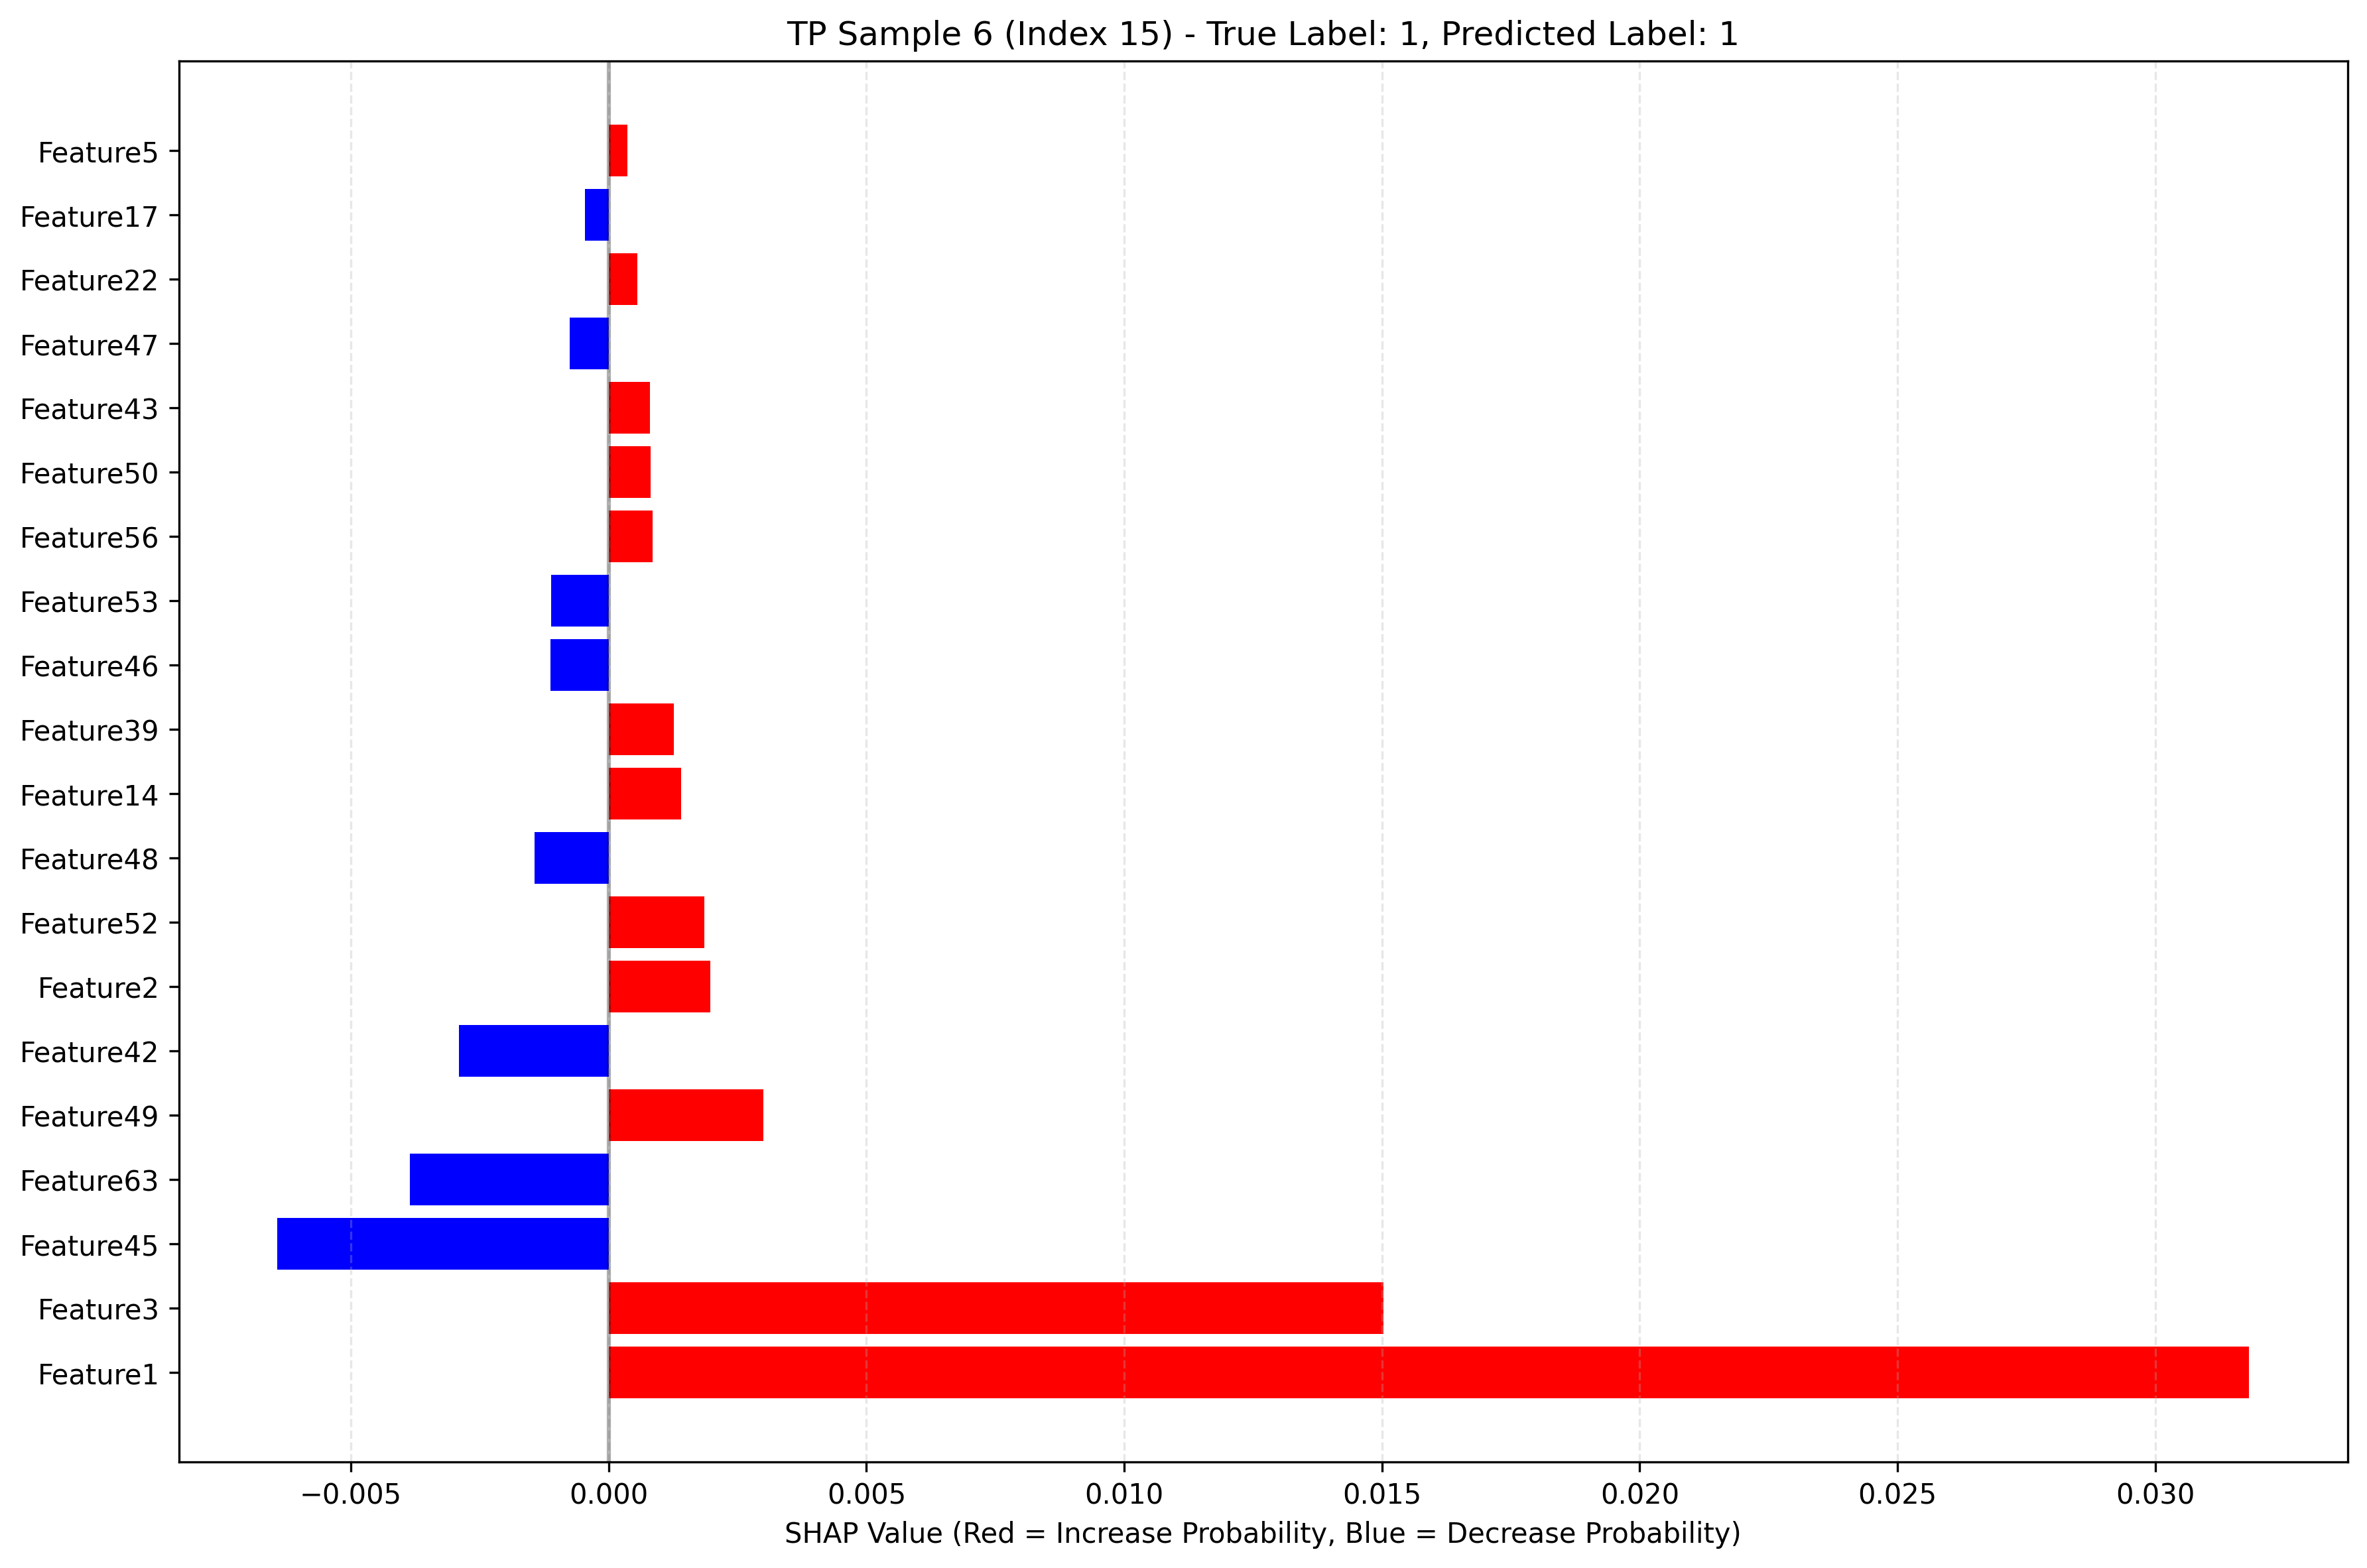 TP Sample 6 (Index 15) - True Label: 1, Predicted Label: 1
Feature5
Feature17
Feature22
Feature47
Feature43
Feature50
Feature56
Feature53
Feature46
Feature39
Feature14
Feature48
Feature52
Feature2
Feature42
Feature49
Feature63
Feature45
Feature3
Feature1
−0.005 0.000 0.005 0.010 0.015 0.020 0.025 0.030
SHAP Value (Red = Increase Probability, Blue = Decrease Probability)